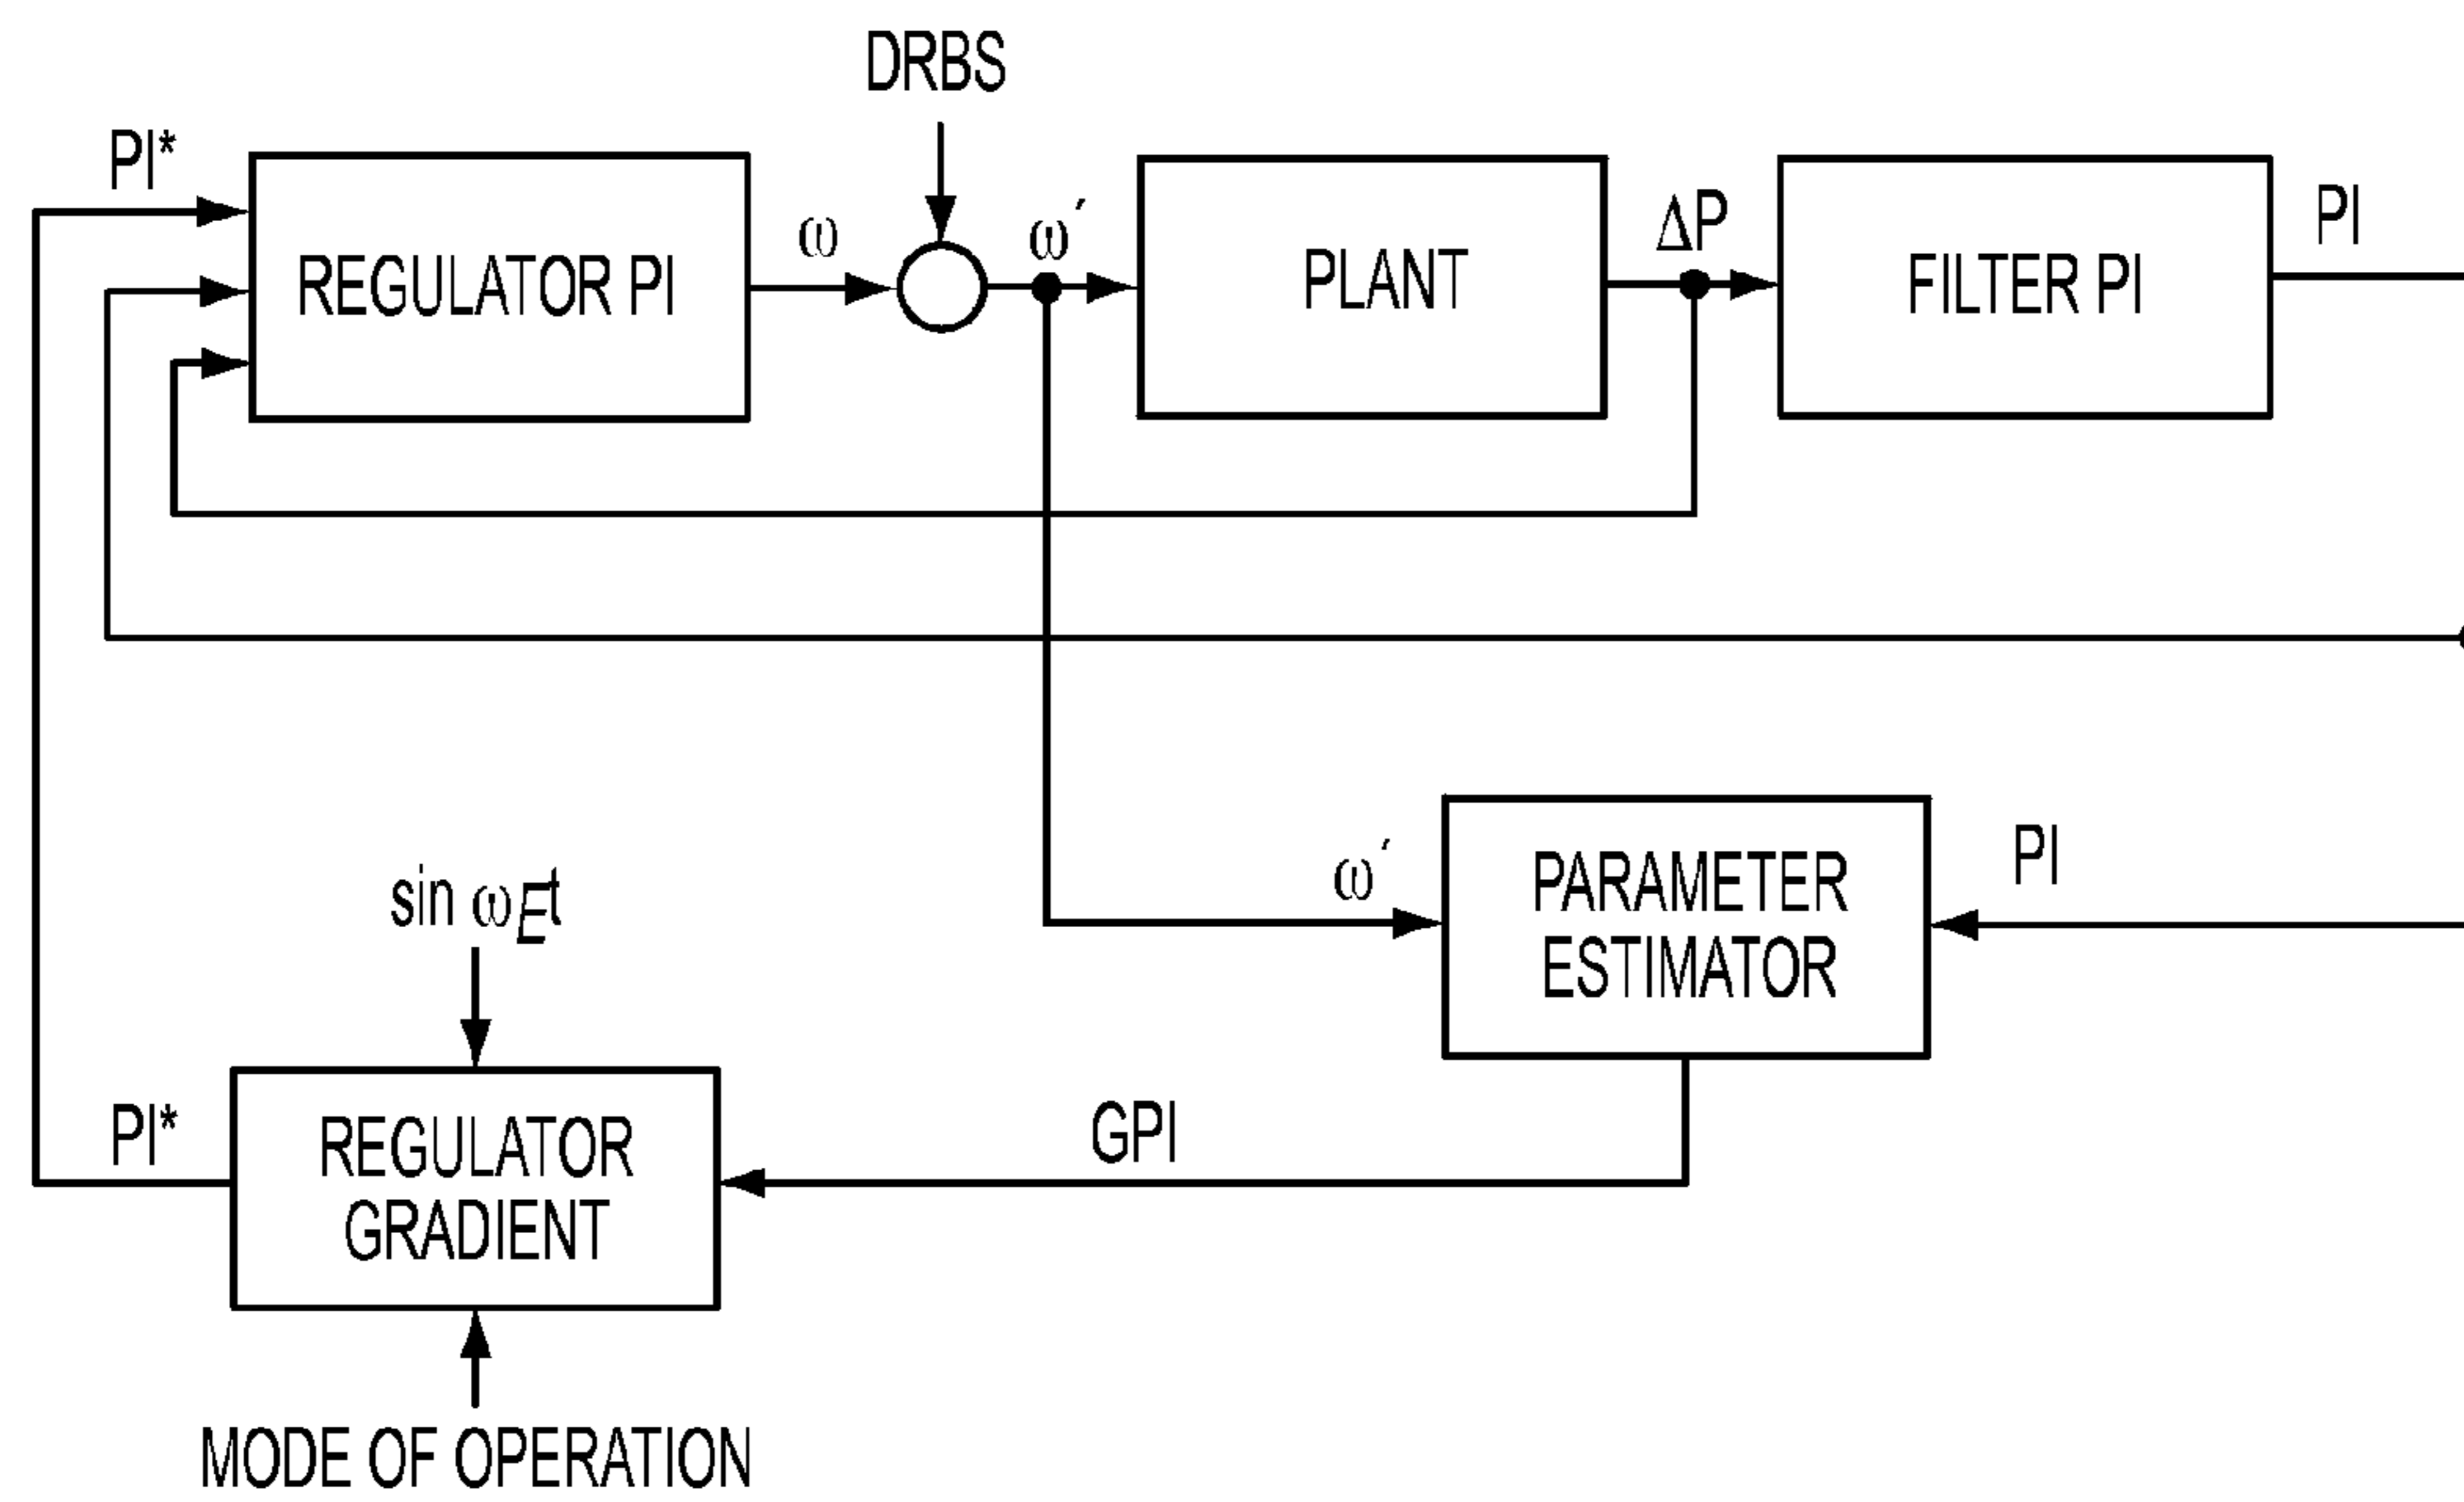 DRBS
PI*
REGULATOR PI
ω
ω´
PLANT
ΔP
FILTER PI
PI
ω´
PARAMETER
ESTIMATOR
PI
sin ωEt
PI*
REGULATOR
GRADIENT
GPI
MODE OF OPERATION